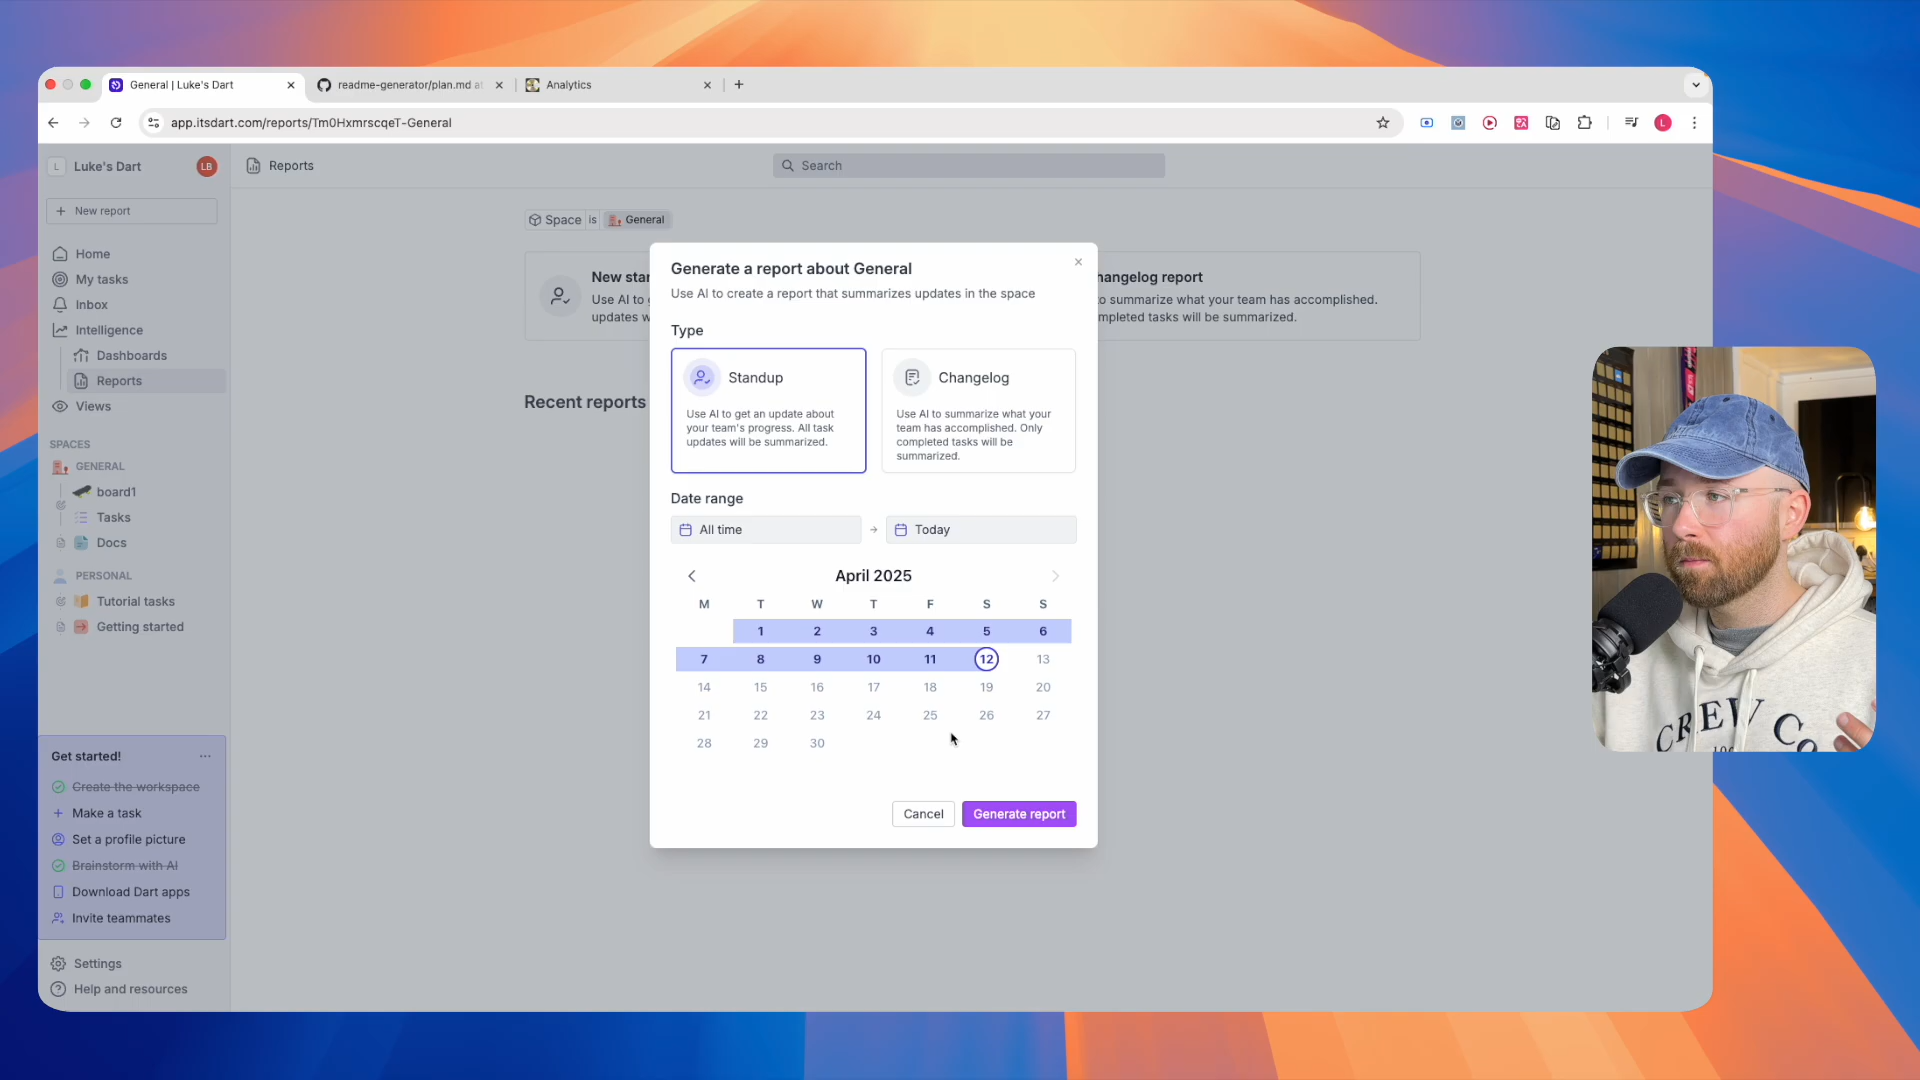 General | Luke's Dart
readme-generator/plan.md at
Analytics
app.itsdart.com/reports/Tm0HxmrscqeT-General
L
L
Luke's Dart
LB
Reports
Search
New report
Home
My tasks
Inbox
Intelligence
Dashboards
Reports
Views
SPACES
GENERAL
board1
Tasks
Docs
PERSONAL
Tutorial tasks
Getting started
Get started!
Create the workspace
Make a task
Set a profile picture
Brainstorm with AI
Download Dart apps
Invite teammates
Settings
Help and resources
Space is General
New star
Use AI to g
updates w
hangelog report
o summarize what your team has accomplished.
mpleted tasks will be summarized.
Recent reports
Generate a report about General
Use AI to create a report that summarizes updates in the space
Type
Standup
Use AI to get an update about
your team's progress. All task
updates will be summarized.
Changelog
Use AI to summarize what your
team has accomplished. Only
completed tasks will be
summarized.
Date range
All time
Today
April 2025
M T W T F S S
1 2 3 4 5 6
7 8 9 10 11 12 13
14 15 16 17 18 19 20
21 22 23 24 25 26 27
28 29 30
Cancel
Generate report
CREW CO